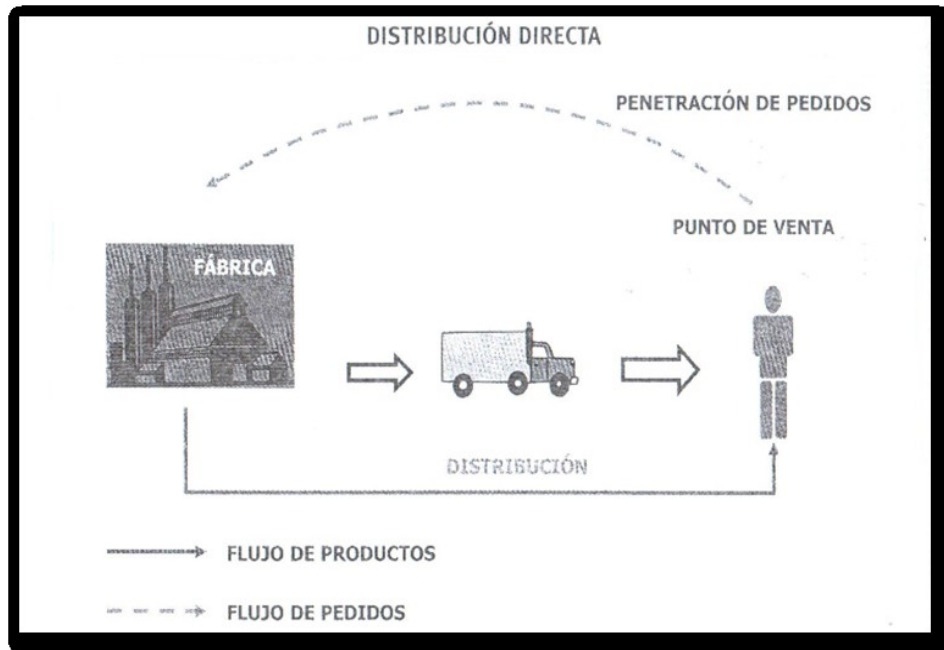 DISTRIBUCIÓN DIRECTA
PENETRACIÓN DE PEDIDOS
PUNTO DE VENTA
FÁBRICA
DISTRIBUCIÓN
FLUJO DE PRODUCTOS
FLUJO DE PEDIDOS